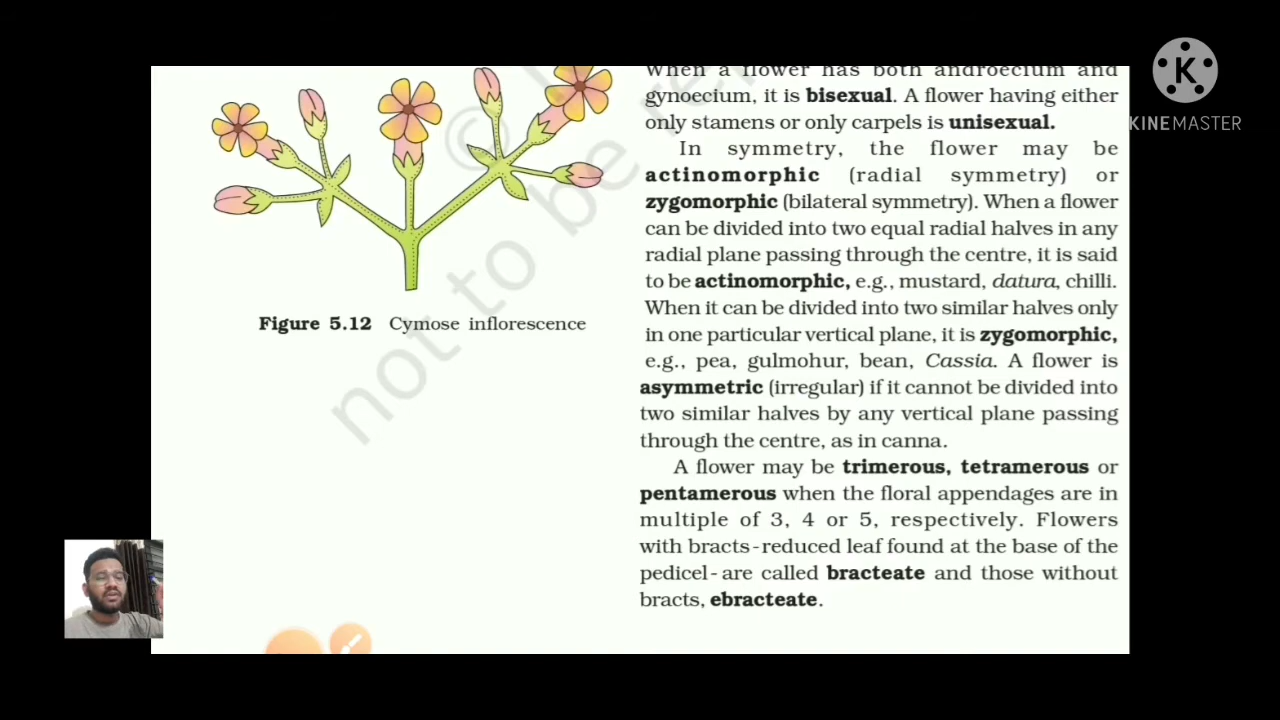 K
KINEMASTER
Figure 5.12 Cymose inflorescence
When a flower has both androecium and
gynoecium, it is bisexual. A flower having either
only stamens or only carpels is unisexual.
In symmetry, the flower may be
actinomorphic (radial symmetry) or
zygomorphic (bilateral symmetry). When a flower
can be divided into two equal radial halves in any
radial plane passing through the centre, it is said
to be actinomorphic, e.g., mustard, datura, chilli.
When it can be divided into two similar halves only
in one particular vertical plane, it is zygomorphic,
e.g., pea, gulmohur, bean, Cassia. A flower is
asymmetric (irregular) if it cannot be divided into
two similar halves by any vertical plane passing
through the centre, as in canna.
A flower may be trimerous, tetramerous or
pentamerous when the floral appendages are in
multiple of 3, 4 or 5, respectively. Flowers
with bracts-reduced leaf found at the base of the
pedicel-are called bracteate and those without
bracts, ebracteate.
© 
not to be re